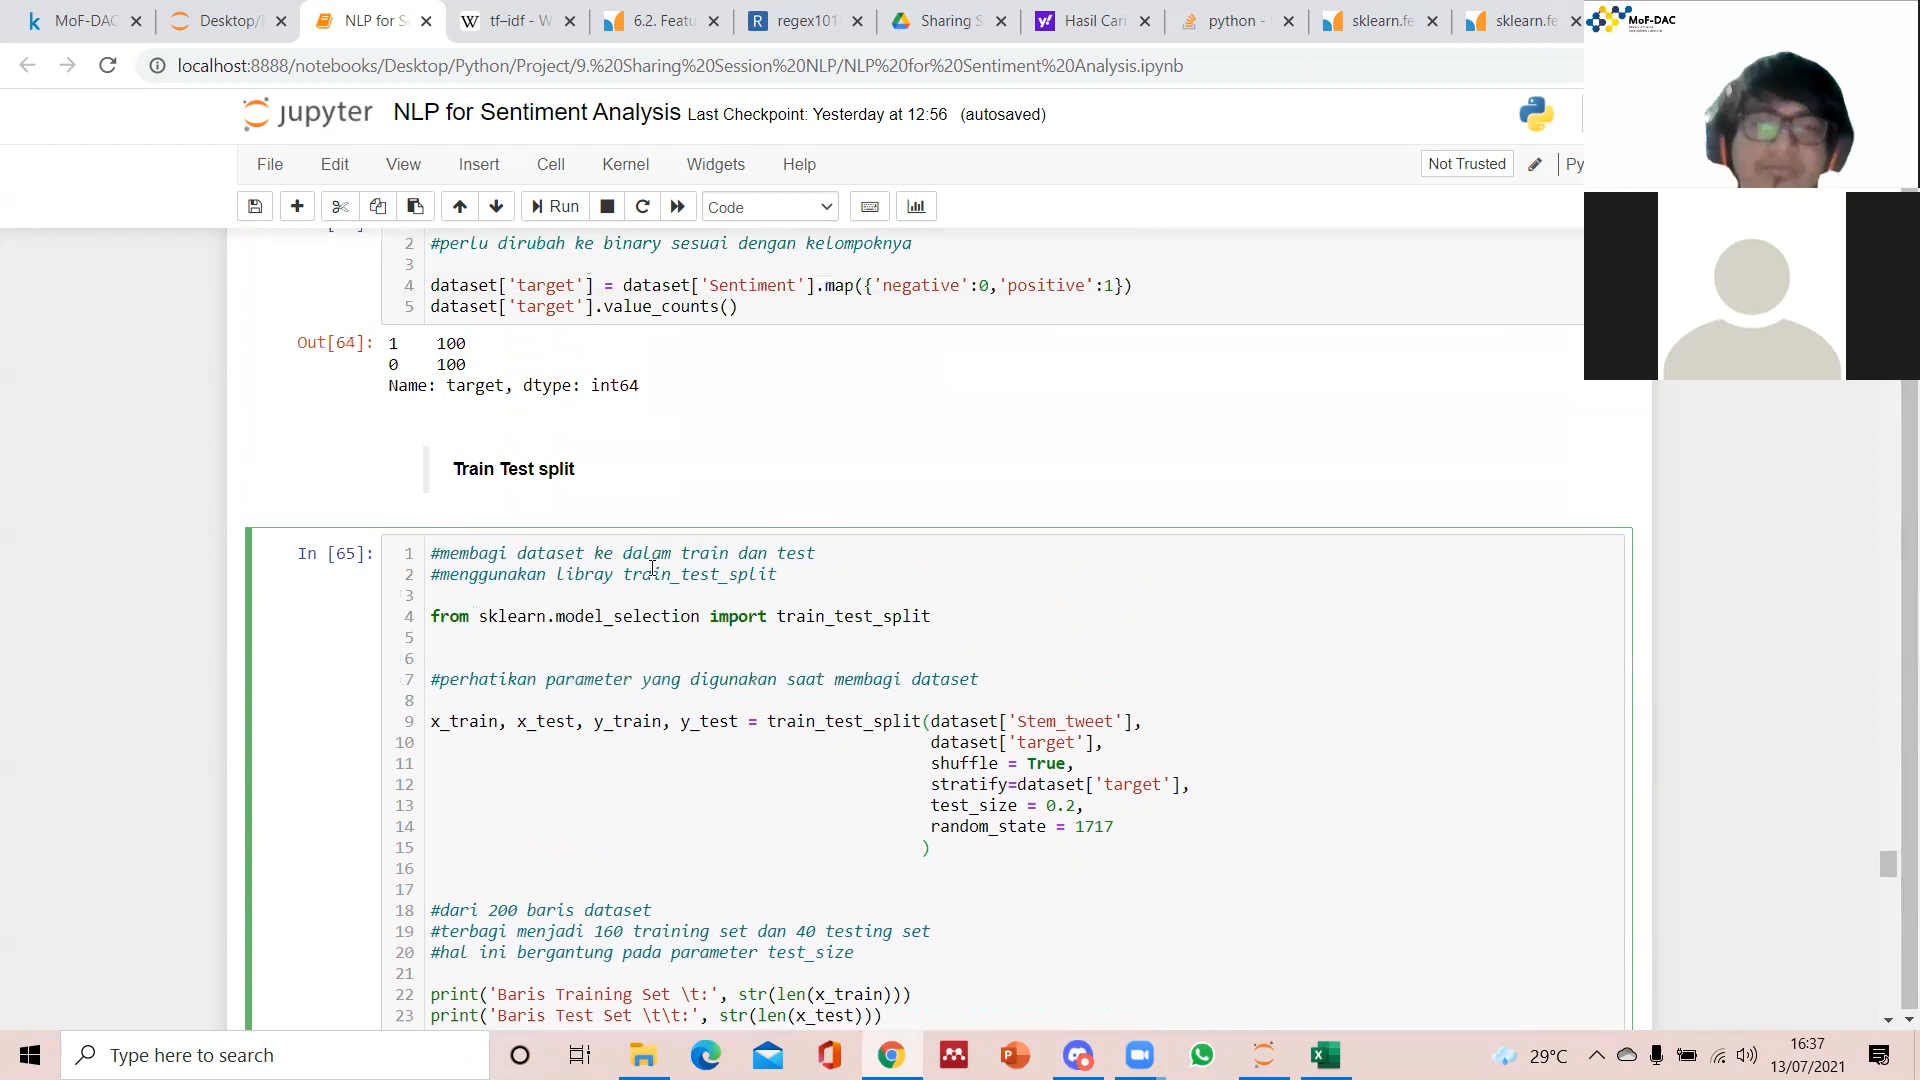 MoF-DAC
Desktop/
NLP for S
tf-idf - W
6.2. Featu
regex101
Sharing S
Hasil Cari
python -
sklearn.fe
sklearn.fe
MoF-DAC
localhost:8888/notebooks/Desktop/Python/Project/9.%20Sharing%20Session%20NLP/NLP%20for%20Sentiment%20Analysis.ipynb
jupyter NLP for Sentiment Analysis Last Checkpoint: Yesterday at 12:56 (autosaved)
File Edit View Insert Cell Kernel Widgets Help Not Trusted Py
Run Code
2 #perlu dirubah ke binary sesuai dengan kelompoknya
3
4 dataset['target'] = dataset['Sentiment'].map({'negative':0,'positive':1})
5 dataset['target'].value_counts()
Out[64]: 1 100
0 100
Name: target, dtype: int64
Train Test split
In [65]: 1 #membagi dataset ke dalam train dan test
2 #menggunakan libray train_test_split
3
4 from sklearn.model_selection import train_test_split
5
6
7 #perhatikan parameter yang digunakan saat membagi dataset
8
9 x_train, x_test, y_train, y_test = train_test_split(dataset['Stem_tweet'],
10 dataset['target'],
11 shuffle = True,
12 stratify=dataset['target'],
13 test_size = 0.2,
14 random_state = 1717
15 )
16
17
18 #dari 200 baris dataset
19 #terbagi menjadi 160 training set dan 40 testing set
20 #hal ini bergantung pada parameter test_size
21
22 print('Baris Training Set \t:', str(len(x_train)))
23 print('Baris Test Set \t\t:', str(len(x_test)))
Type here to search
29°C
16:37
13/07/2021